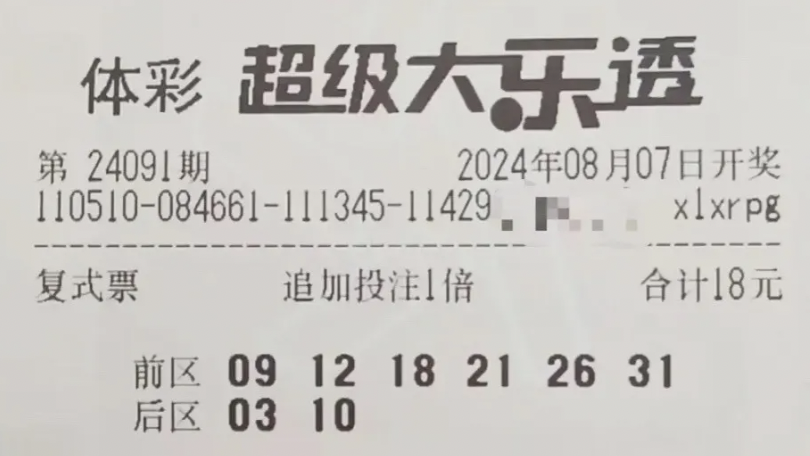 体彩 超级大乐透
第 24091期 2024年08月07日开奖
110510-084661-111345-11429 xlxrpg
复式票 追加投注1倍 合计18元
前区 09 12 18 21 26 31
后区 03 10